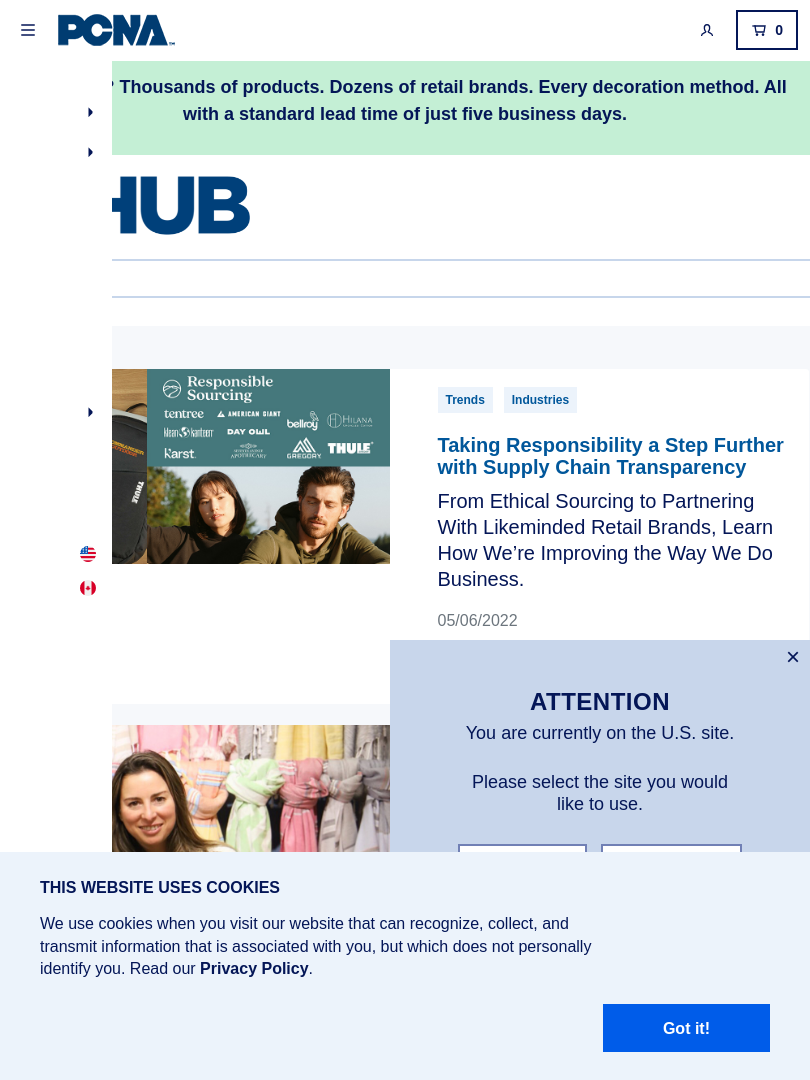 PCNA
0
? Thousands of products. Dozens of retail brands. Every decoration method. All
with a standard lead time of just five business days.
HUB
Responsible
Sourcing
tentree
AMERICAN GIANT
bellroy
HILANA
klean kanteen
DAY OWL
Karst
APOTHECARY
GREGORY
THULE
THULE
Trends
Industries
Taking Responsibility a Step Further
with Supply Chain Transparency
From Ethical Sourcing to Partnering
With Likeminded Retail Brands, Learn
How We’re Improving the Way We Do
Business.
05/06/2022
ATTENTION
You are currently on the U.S. site.
Please select the site you would
like to use.
THIS WEBSITE USES COOKIES
We use cookies when you visit our website that can recognize, collect, and
transmit information that is associated with you, but which does not personally
identify you. Read our Privacy Policy.
Got it!